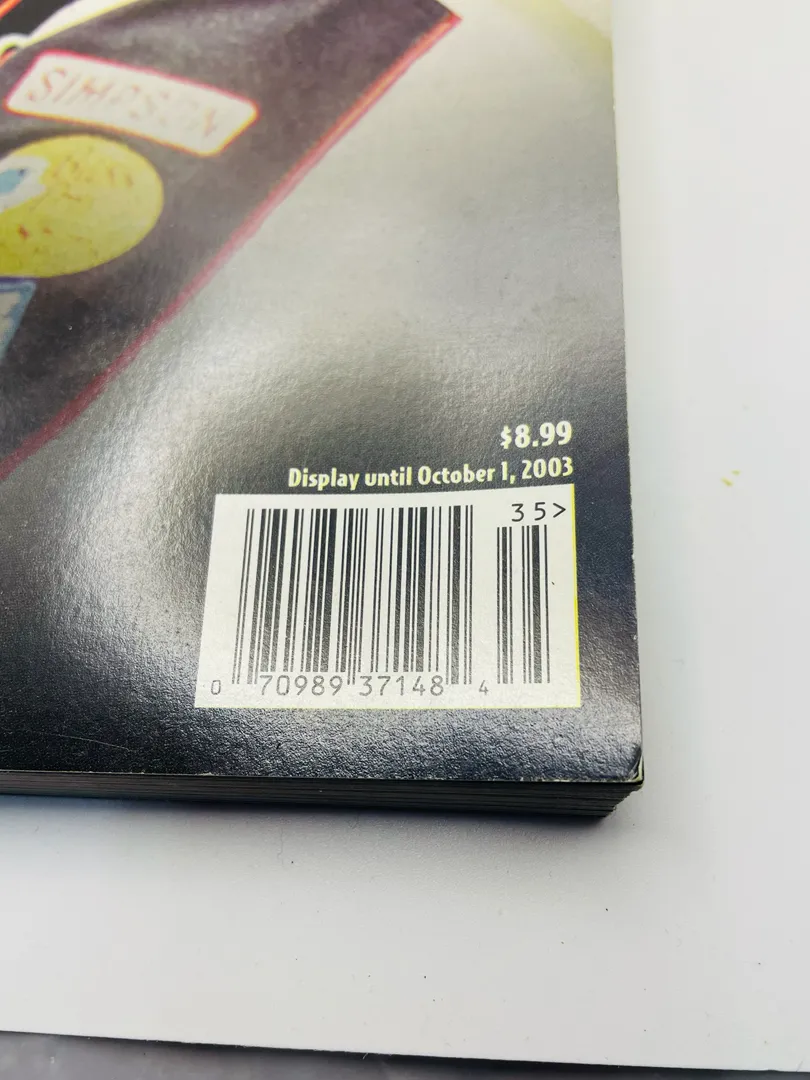 SIMPSON
$8.99
Display until October 1, 2003
35>
0 70989 37148 4